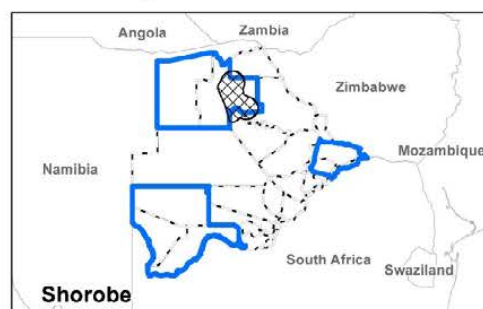 Angola
Zambia
Zimbabwe
Namibia
Mozambique
South Africa
Swaziland
Shorobe